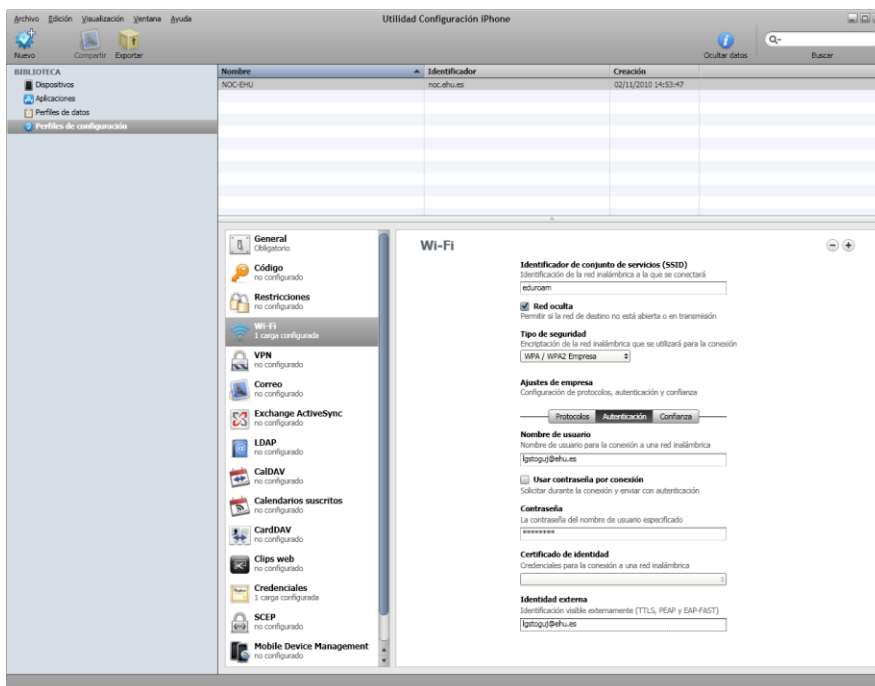 Archivo Edición Visualización Ventana Ayuda
Utilidad Configuración iPhone
Nuevo Compartir Exportar
Ocultar datos
Buscar
BIBLIOTECA
Dispositivos
Aplicaciones
Perfiles de datos
Perfiles de configuración
Nombre Identificador Creación
NOC-EHU noc.ehu.es 02/11/2010 14:53:47
General
Obligatorio
Código
no configurado
Restricciones
no configurado
Wi-Fi
1 carga configurada
VPN
no configurado
Correo
no configurado
Exchange ActiveSync
no configurado
LDAP
no configurado
CalDAV
no configurado
Calendarios suscritos
no configurado
CardDAV
no configurado
Clips web
no configurado
Credenciales
1 carga configurada
SCEP
no configurado
Mobile Device Management
no configurado
Wi-Fi
Identificador de conjunto de servicios (SSID)
Identificación de la red inalámbrica a la que se conectará
eduroam
Red oculta
Permitir si la red de destino no está abierta o en transmisión
Tipo de seguridad
Encriptación de la red inalámbrica que se utilizará para la conexión
WPA / WPA2 Empresa
Ajustes de empresa
Configuración de protocolos, autenticación y confianza
Protocolos Autenticación Confianza
Nombre de usuario
Nombre de usuario para la conexión a una red inalámbrica
lgstoguj@ehu.es
Usar contraseña por conexión
Solicitar durante la conexión y enviar con autenticación
Contraseña
La contraseña del nombre de usuario especificado
********
Certificado de identidad
Credenciales para la conexión a una red inalámbrica
Identidad externa
Identificación visible externamente (TTLS, PEAP y EAP-FAST)
lgstoguj@ehu.es